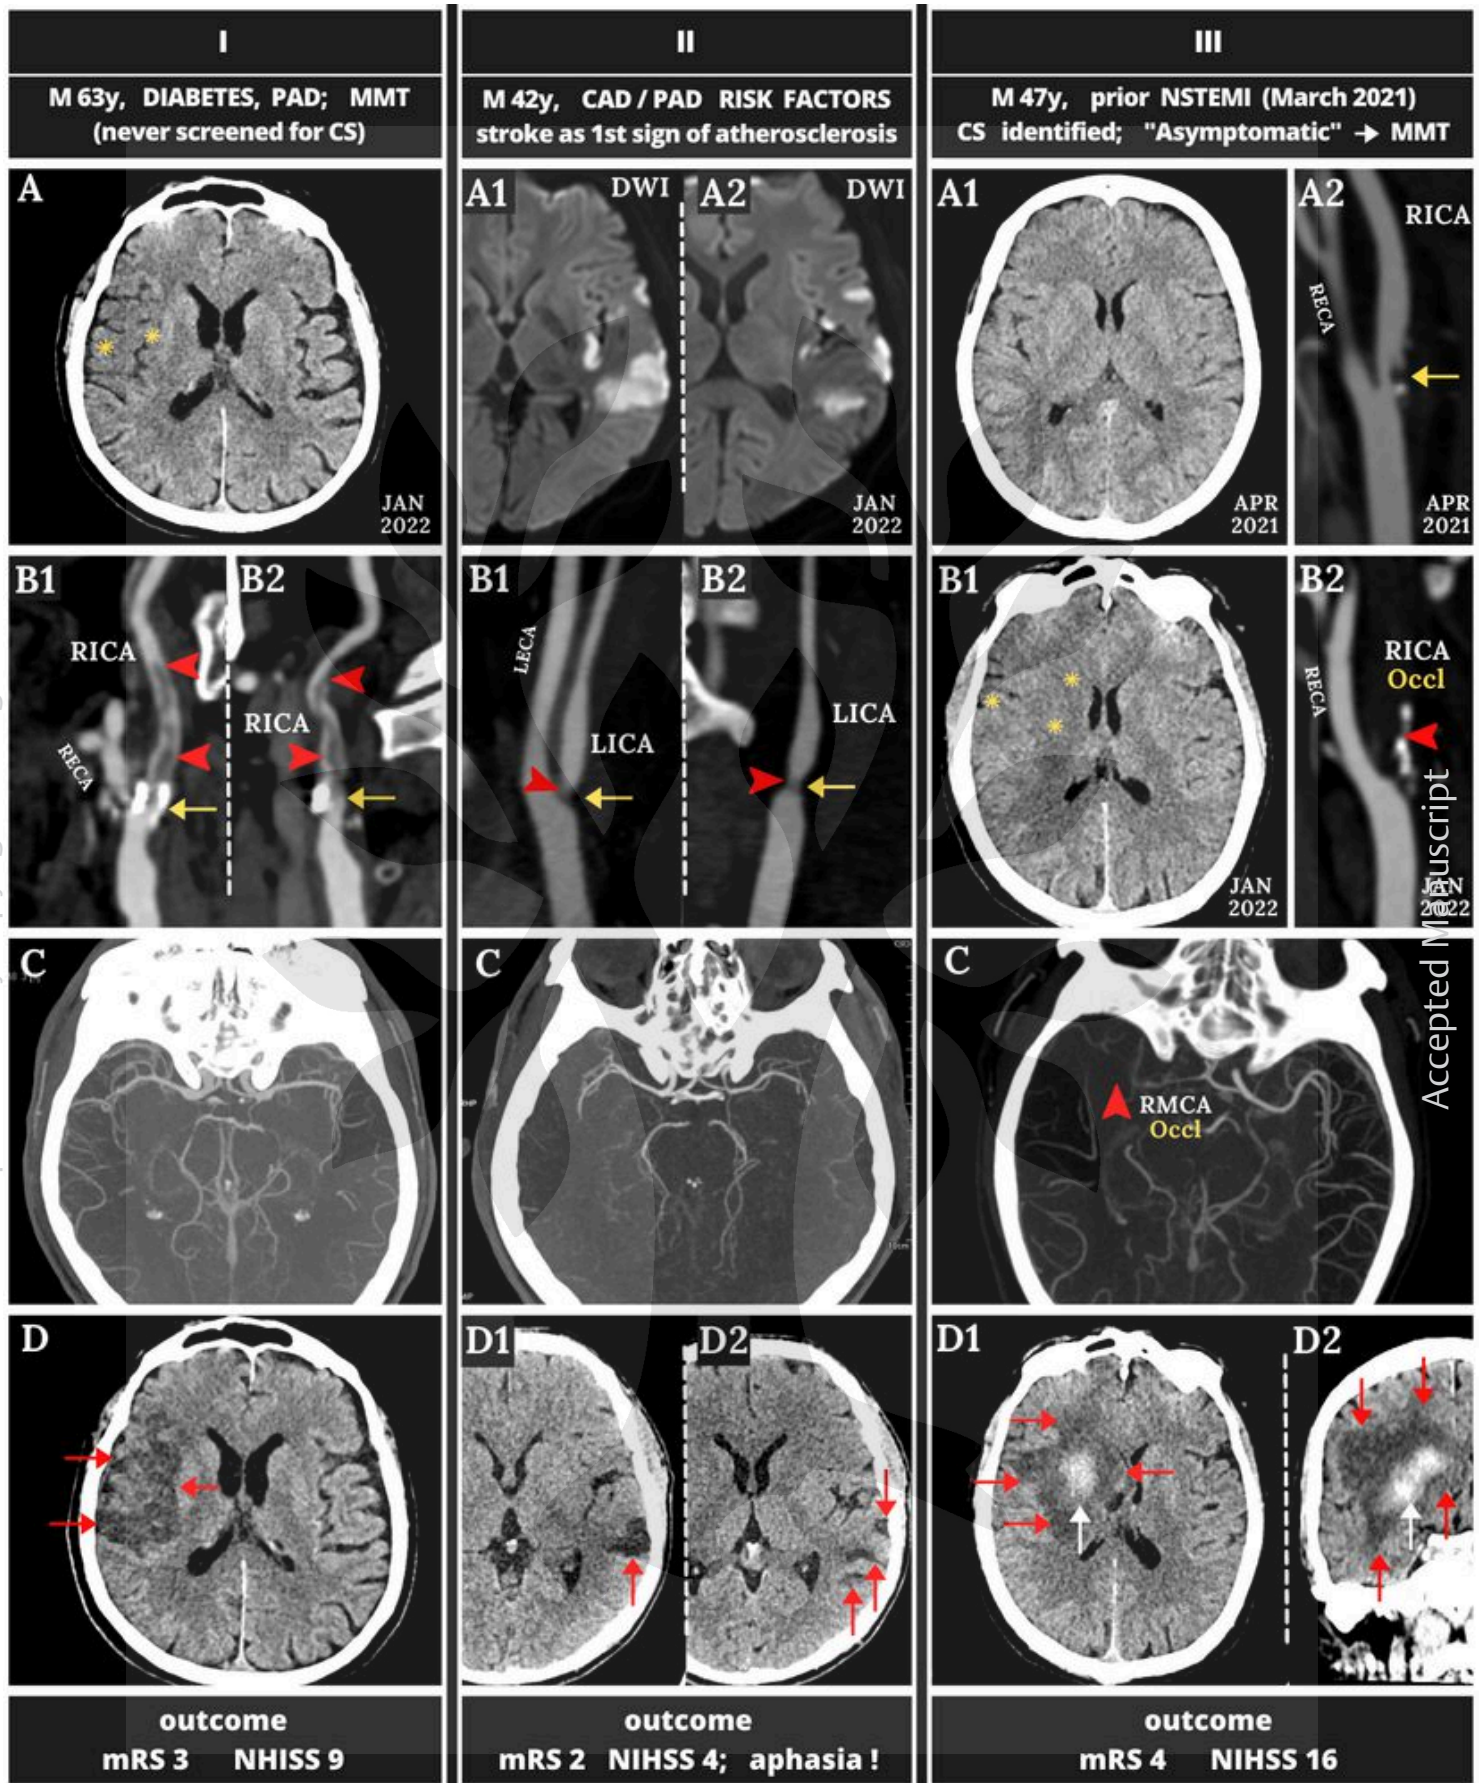 I
M 63y, DIABETES, PAD; MMT
(never screened for CS)
II
M 42y, CAD / PAD RISK FACTORS
stroke as 1st sign of atherosclerosis
III
M 47y, prior NSTEMI (March 2021)
CS identified; "Asymptomatic" → MMT
A
JAN
2022
A1
DWI
A2
DWI
JAN
2022
A1
APR
2021
A2
RICA
RECA
APR
2021
B1
RICA
RECA
B2
RICA
B1
LECA
LICA
B2
LICA
B1
JAN
2022
B2
RICA
Occl
RECA
JAN
2022
C
C
10cm
C
RMCA
Occl
D
D1
D2
D1
D2
outcome
mRS 3 NHISS 9
outcome
mRS 2 NIHSS 4; aphasia !
outcome
mRS 4 NIHSS 16
Accepted Manuscript